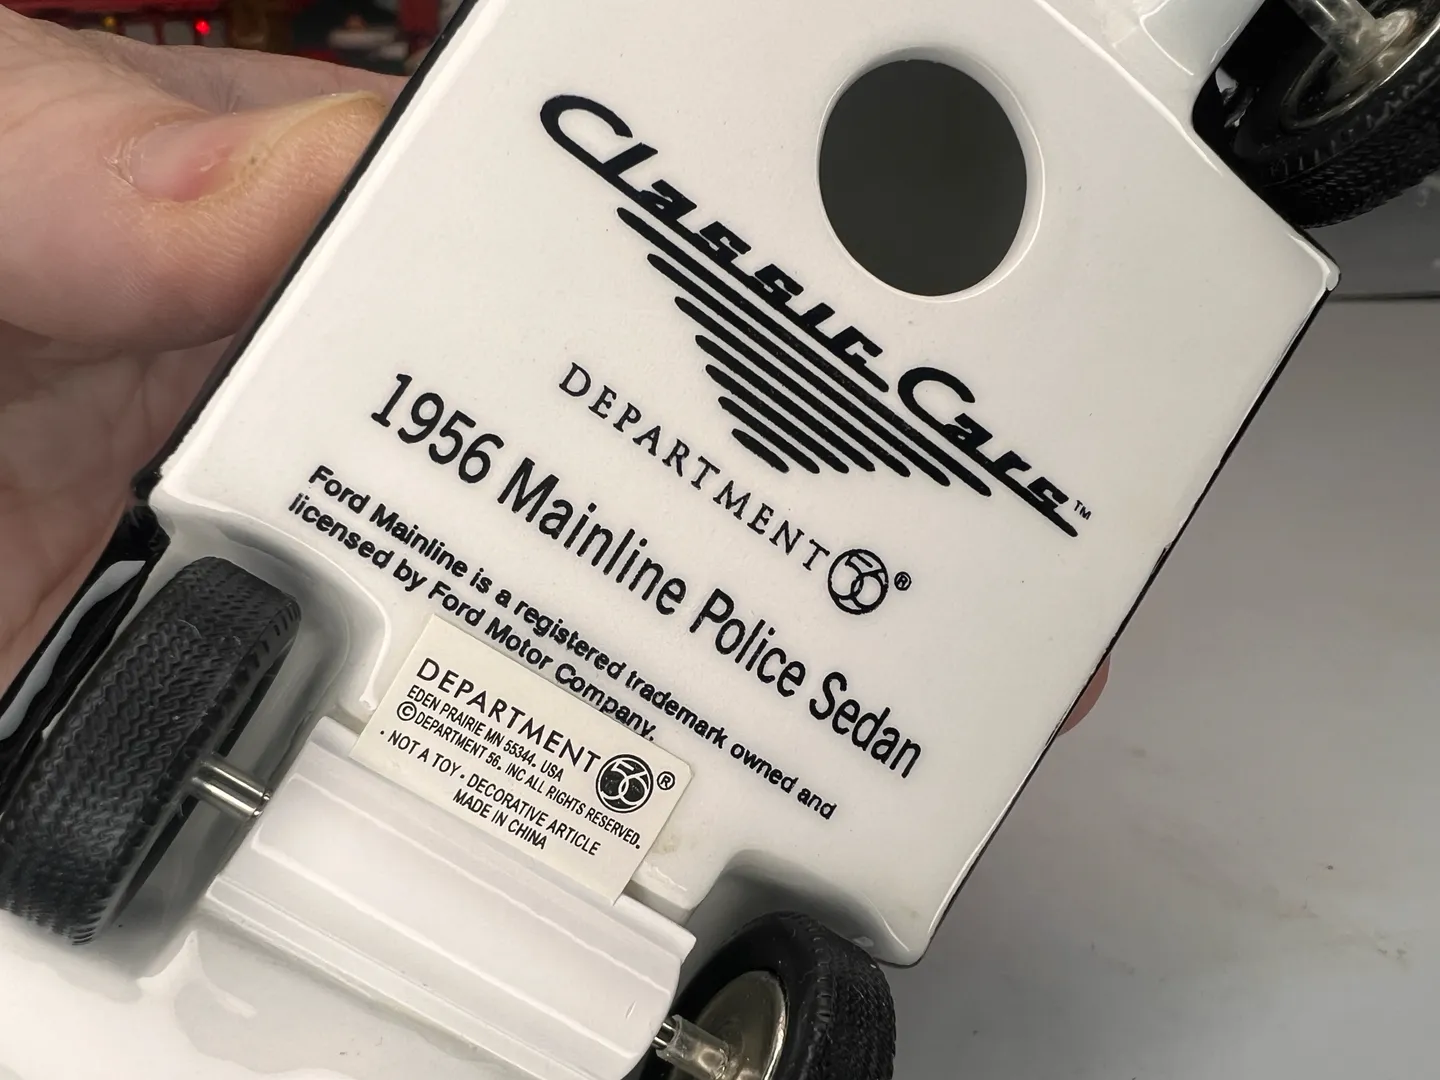 Classic Cars™
DEPARTMENT 56®
1956 Mainline Police Sedan
Ford Mainline is a registered trademark owned and
licensed by Ford Motor Company.
DEPARTMENT 56®
EDEN PRAIRIE MN 55344. USA
©DEPARTMENT 56. INC ALL RIGHTS RESERVED.
· NOT A TOY · DECORATIVE ARTICLE
MADE IN CHINA